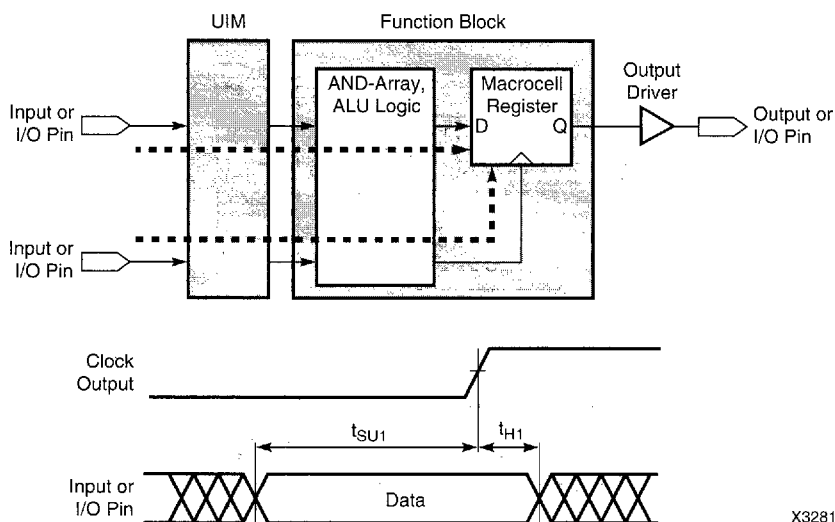 UIM
Function Block
AND-Array,
ALU Logic
Macrocell
Register
D
Q
Output
Driver
Input or
I/O Pin
Output or
I/O Pin
Input or
I/O Pin
Clock
Output
tSU1
tH1
Input or
I/O Pin
Data
X3281